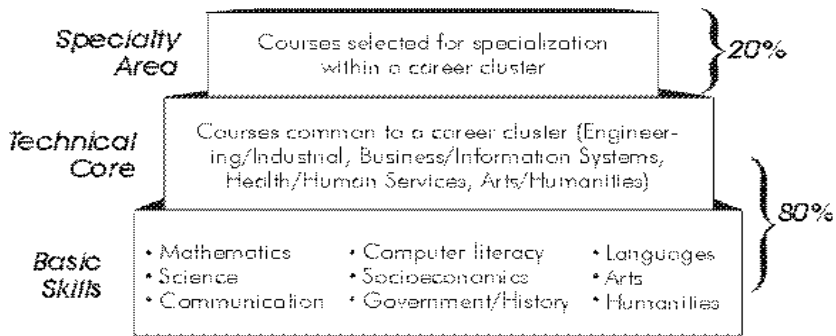 Specialty
Area
Courses selected for specialization
within a career cluster
20%
Technical
Core
Courses common to a career cluster (Engineer-
ing/Industrial, Business/Information Systems,
Health/Human Services, Arts/Humanities)
80%
Basic
Skills
• Mathematics
• Science
• Communication
• Computer literacy
• Socioeconomics
• Government/History
• Languages
• Arts
• Humanities